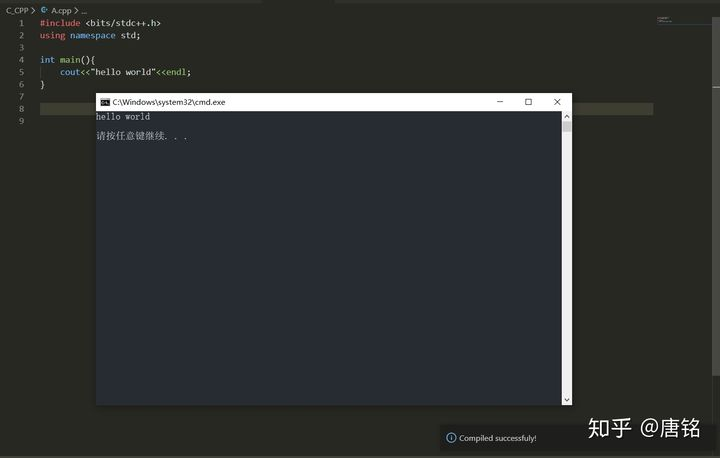 C_CPP > A.cpp > ...
1 #include <bits/stdc++.h>
2 using namespace std;
3
4 int main(){
5 cout<<"hello world"<<endl;
6 }
7
8
9
C:\Windows\system32\cmd.exe
hello world
请按任意键继续. . .
Compiled successfuly!
知乎 @唐铭